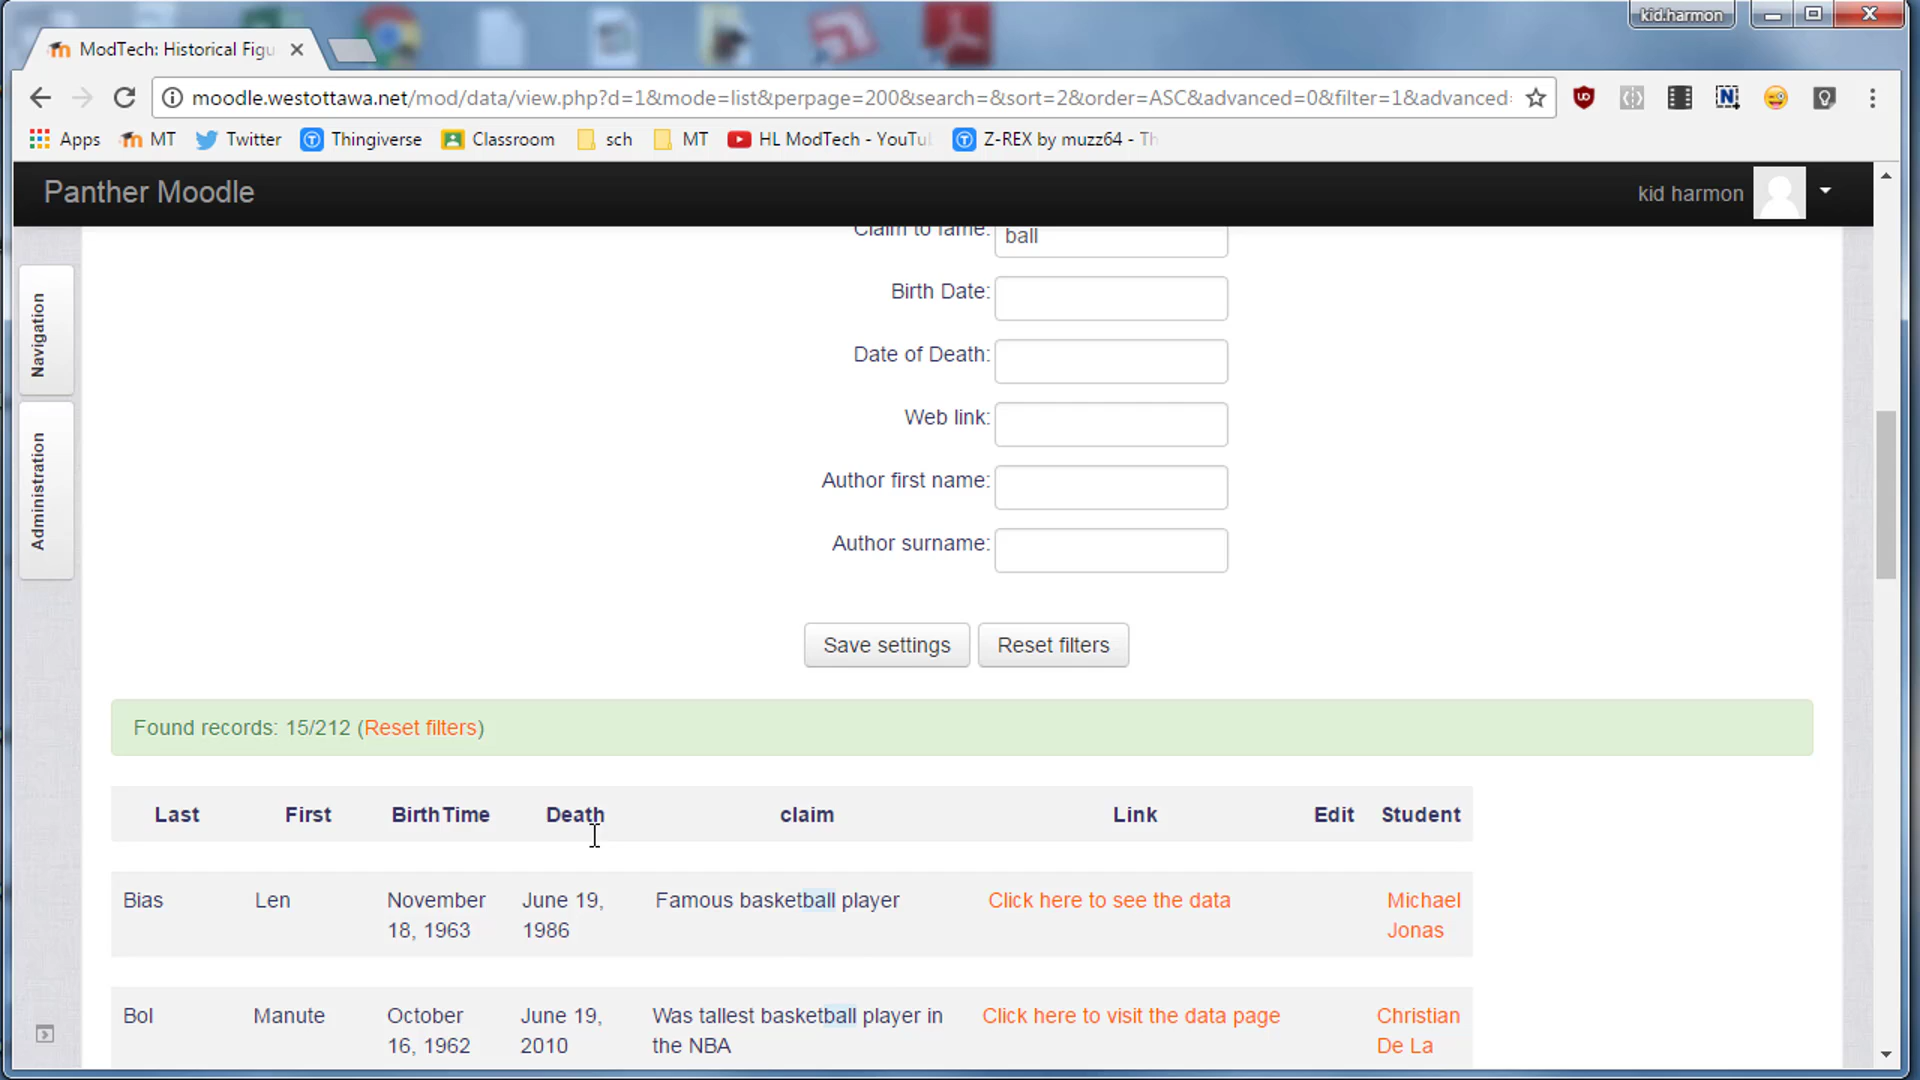 kid.harmon
ModTech: Historical Figu
moodle.westottawa.net/mod/data/view.php?d=1&mode=list&perpage=200&search=&sort=2&order=ASC&advanced=0&filter=1&advanced:
Apps MT Twitter Thingiverse Classroom sch MT HL ModTech - YouTu Z-REX by muzz64 - Th
Panther Moodle
kid harmon
Navigation
Administration
Claim to fame: ball
Birth Date:
Date of Death:
Web link:
Author first name:
Author surname:
Save settings Reset filters
Found records: 15/212 (Reset filters)
Last First BirthTime Death claim Link Edit Student
Bias Len November 18, 1963 June 19, 1986 Famous basketball player Click here to see the data Michael Jonas
Bol Manute October 16, 1962 June 19, 2010 Was tallest basketball player in the NBA Click here to visit the data page Christian De La